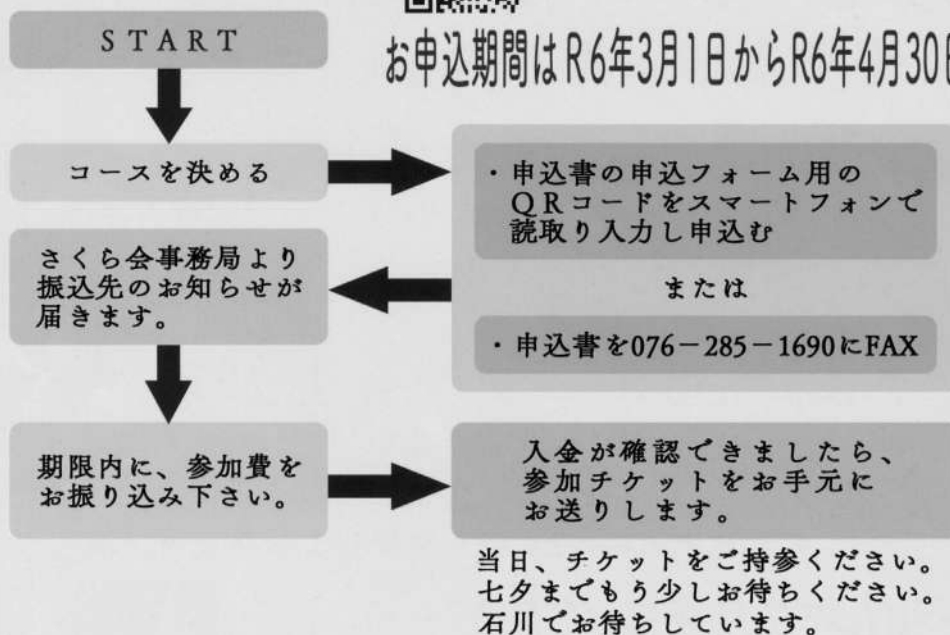 START
お申込期間はR6年3月1日からR6年4月30日
コースを決める
・申込書の申込フォーム用の
QRコードをスマートフォンで
読取り入力し申込む
または
・申込書を076-285-1690にFAX
さくら会事務局より
振込先のお知らせが
届きます。
期限内に、参加費を
お振り込み下さい。
入金が確認できましたら、
参加チケットをお手元に
お送りします。
当日、チケットをご持参ください。
七夕までもう少しお待ちください。
石川でお待ちしています。